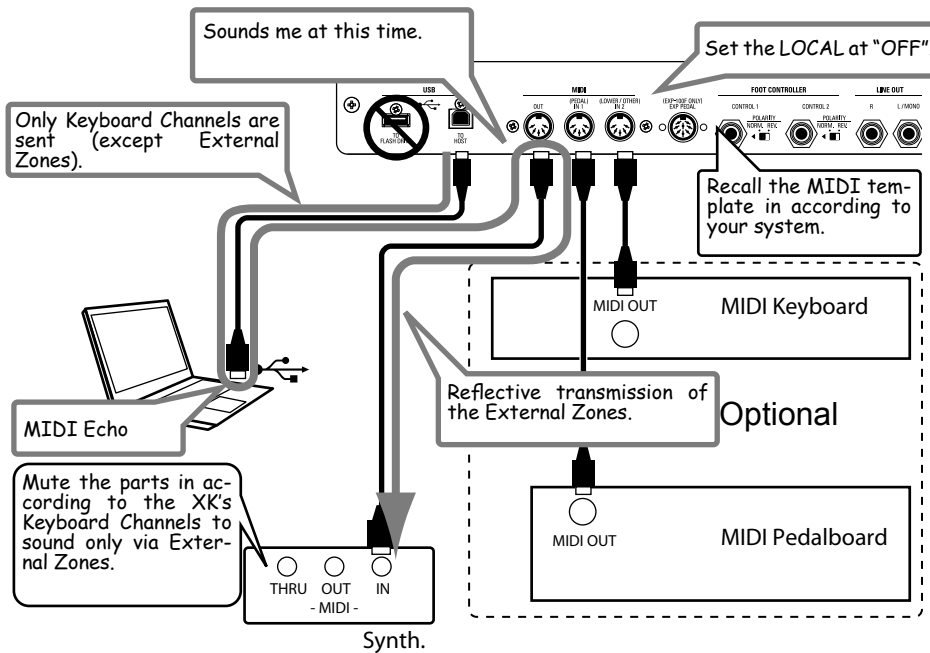 Sounds me at this time.
Set the LOCAL at “OFF”
USB
MIDI
FOOT CONTROLLER
LINE OUT
OUT
(PEDAL)
IN 1
(LOWER / OTHER)
IN 2
(EXP-100F ONLY)
EXP PEDAL
CONTROL 1
CONTROL 2
R
L / MONO
POLARITY
NORM. REV.
POLARITY
NORM. REV.
TO
FLASH DRI
TO
HOST
Only Keyboard Channels are
sent (except External
Zones).
Recall the MIDI tem-
plate in according to
your system.
MIDI OUT
MIDI Keyboard
Reflective transmission of
the External Zones.
Optional
MIDI Echo
Mute the parts in ac-
cording to the XK's
Keyboard Channels to
sound only via Exter-
nal Zones.
MIDI OUT
MIDI Pedalboard
THRU OUT IN
- MIDI -
Synth.